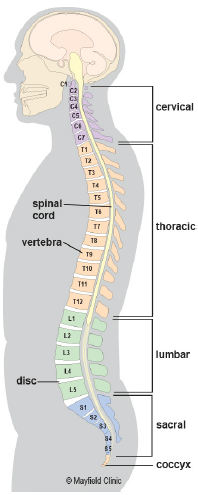 C1
C2
C3
C4
C5
C6
C7
cervical
T1
T2
T3
T4
T5
spinal
cord
T6
T7
thoracic
vertebra
T8
T9
T10
T11
T12
L1
L2
L3
lumbar
L4
disc
L5
S1
S2
S3
sacral
S4
S5
coccyx
© Mayfield Clinic